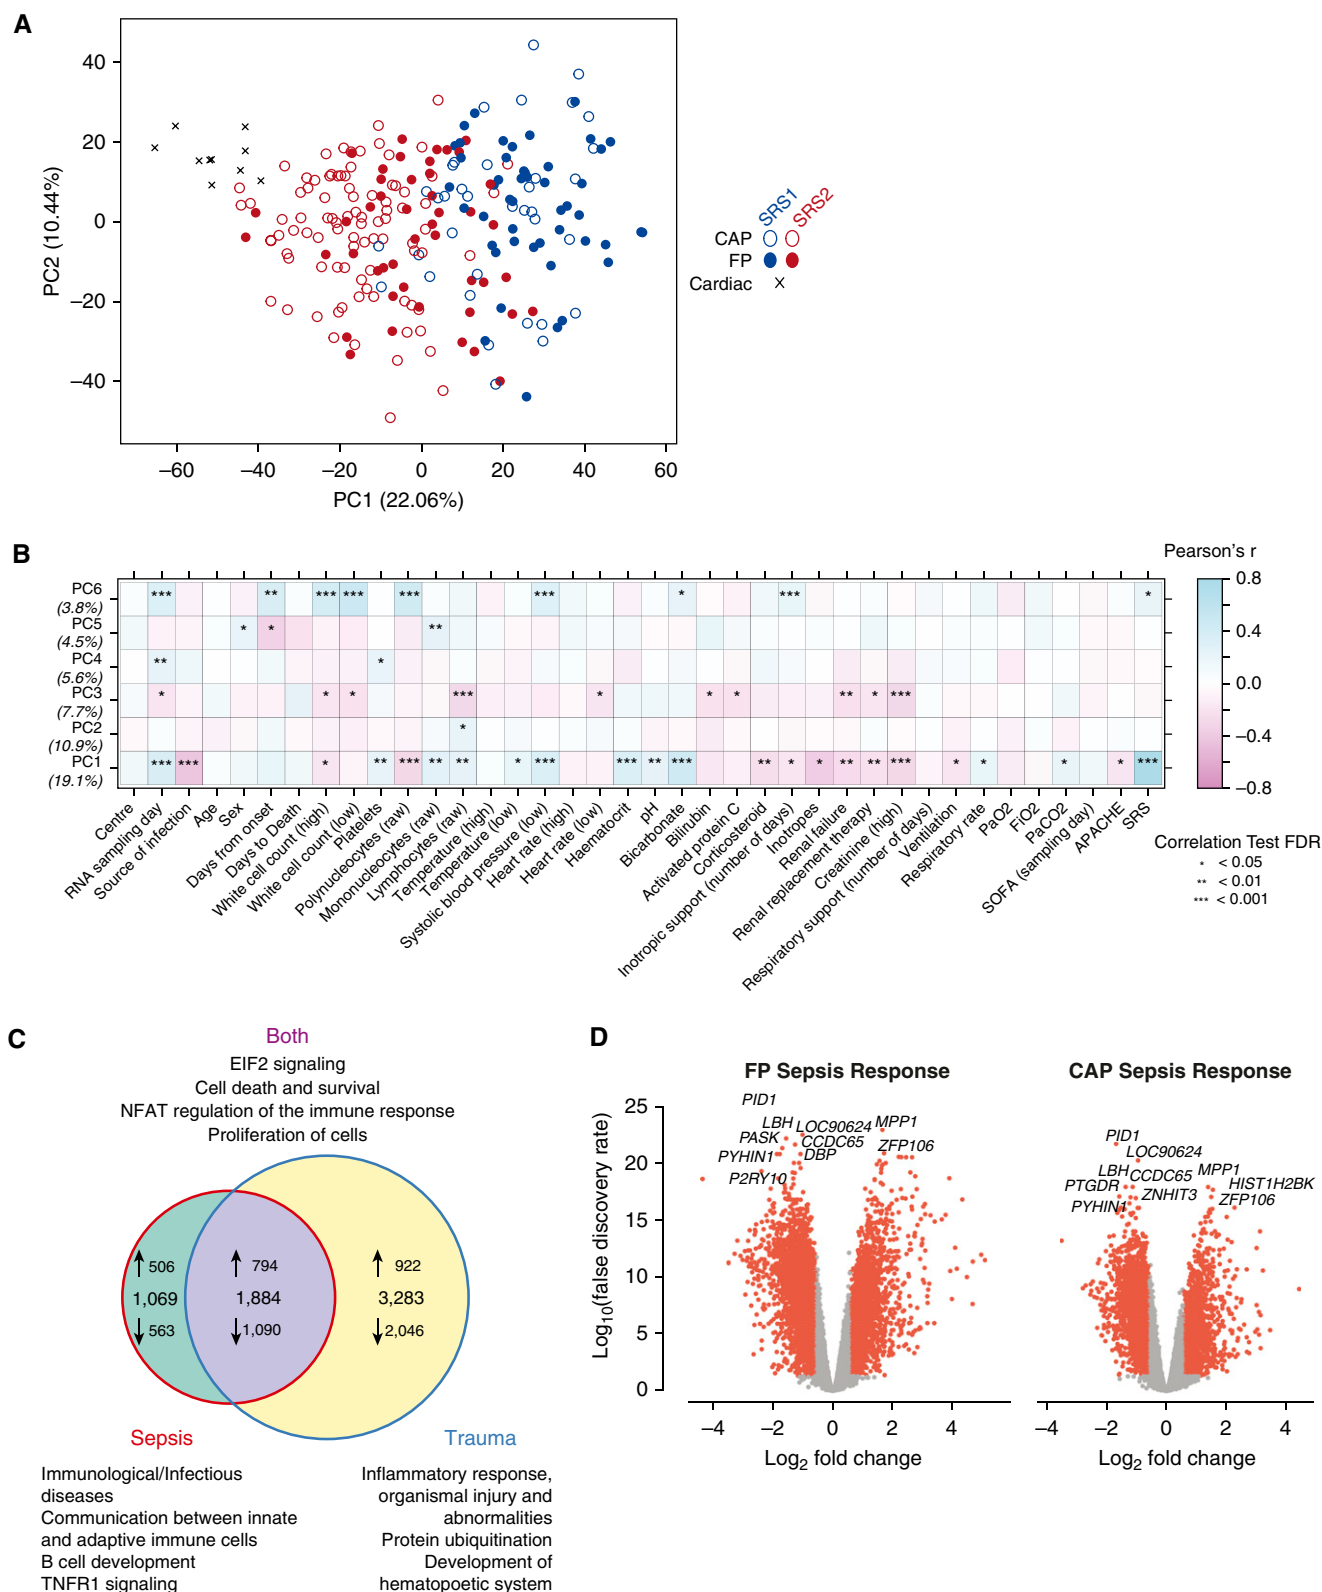 A
40
20
0
−20
−40
PC2 (10.44%)
−60
−40
−20
0
20
40
60
PC1 (22.06%)
SRS1
SRS2
CAP
FP
Cardiac
B
PC6
(3.8%)
PC5
(4.5%)
PC4
(5.6%)
PC3
(7.7%)
PC2
(10.9%)
PC1
(19.1%)
*** ** *** *** *** *** * *** *
* * **
** *
* * * *** * * * ** * ***
*
*** *** * ** *** ** ** * *** *** ** *** ** * * ** ** *** * * * * ***
Centre
RNA sampling day
Source of infection
Age
Sex
Days from onset
Days to Death
White cell count (high)
White cell count (low)
Platelets
Polyneuleocytes (raw)
Mononucleocytes (raw)
Lymphocytes (raw)
Temperature (high)
Temperature (low)
Systolic blood pressure (low)
Heart rate (high)
Heart rate (low)
Haematocrit
pH
Bicarbonate
Bilirubin
Activated protein C
Corticosteroid
Inotropic support (number of days)
Inotropes
Renal failure
Renal replacement therapy
Creatinine (high)
Respiratory support (number of days)
Ventilation
Respiratory rate
PaO2
FiO2
PaCO2
SOFA (sampling day)
APACHE
SRS
Pearson's r
0.8
0.4
0.0
−0.4
−0.8
Correlation Test FDR
* < 0.05
** < 0.01
*** < 0.001
C
Both
EIF2 signaling
Cell death and survival
NFAT regulation of the immune response
Proliferation of cells
506
1,069
563
794
1,884
1,090
922
3,283
2,046
Sepsis
Immunological/Infectious
diseases
Communication between innate
and adaptive immune cells
B cell development
TNFR1 signaling
Trauma
Inflammatory response,
organismal injury and
abnormalities
Protein ubiquitination
Development of
hematopoetic system
D
FP Sepsis Response
Log10(false discovery rate)
25
20
15
10
5
0
PID1
LBH
LOC90624
MPP1
PASK
CCDC65
ZFP106
PYHIN1
DBP
P2RY10
−4
−2
0
2
4
Log2 fold change
CAP Sepsis Response
PID1
LOC90624
LBH
CCDC65
MPP1
PTGDR
HIST1H2BK
ZNHIT3
ZFP106
PYHIN1
−4
−2
0
2
4
Log2 fold change